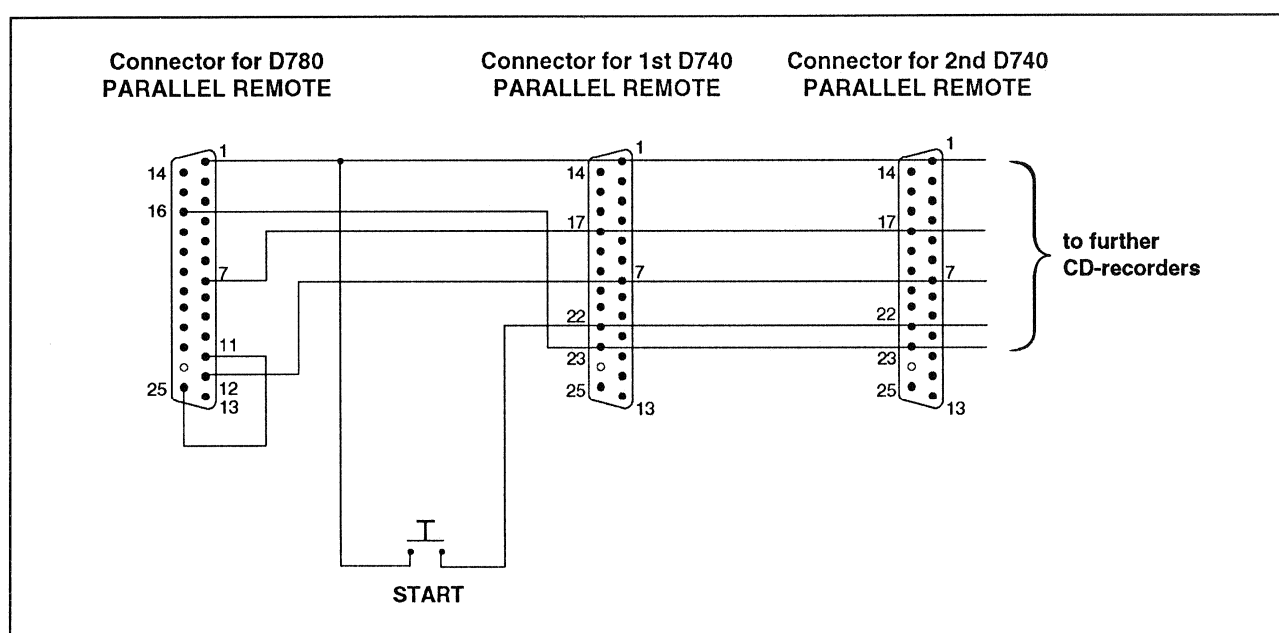 Connector for D780
PARALLEL REMOTE
Connector for 1st D740
PARALLEL REMOTE
Connector for 2nd D740
PARALLEL REMOTE
1
14
16
7
11
25
12
13
1
14
17
7
22
23
25
13
1
14
17
7
22
23
25
13
to further
CD-recorders
START